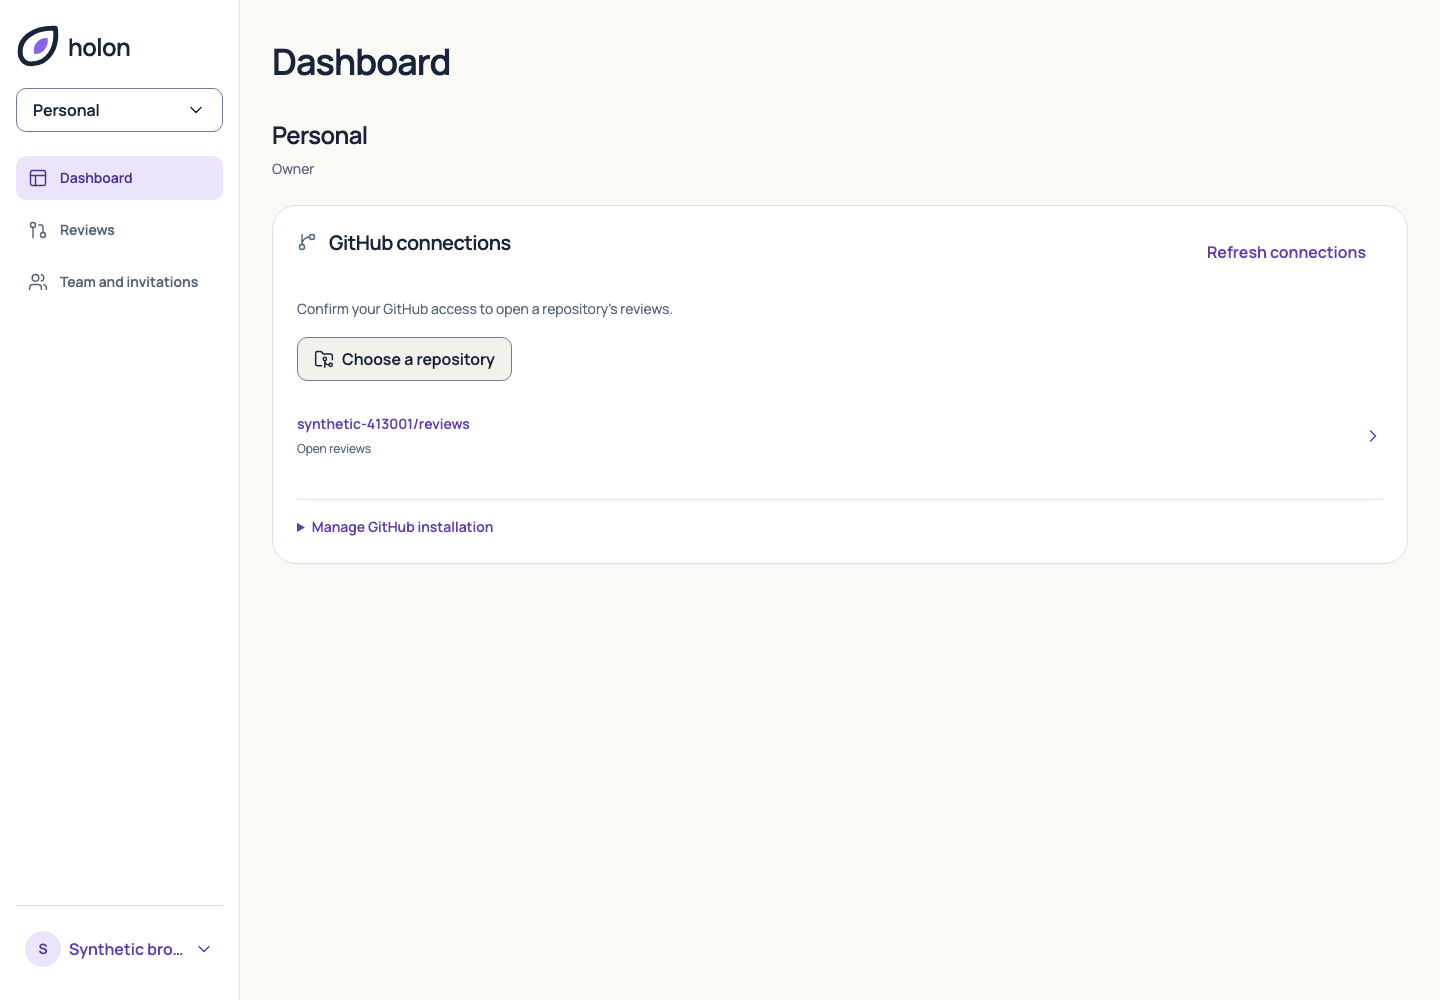 holon
Personal
Dashboard
Reviews
Team and invitations
S
Synthetic bro...
Dashboard
Personal
Owner
GitHub connections
Refresh connections
Confirm your GitHub access to open a repository's reviews.
Choose a repository
synthetic-413001/reviews
Open reviews
Manage GitHub installation